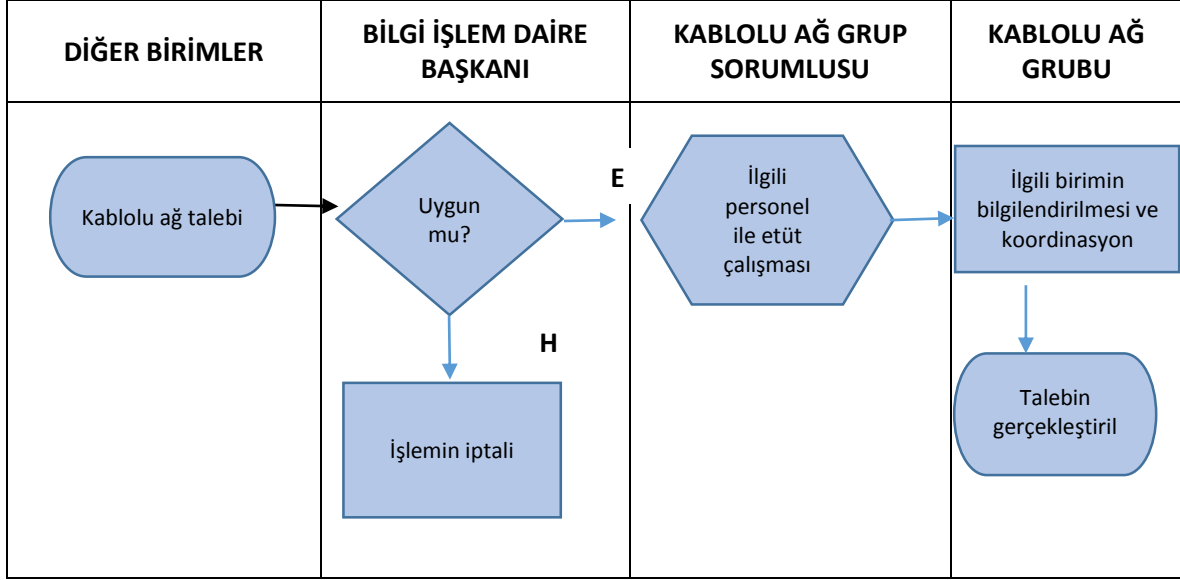 DİĞER BİRİMLER
BİLGİ İŞLEM DAİRE
BAŞKANI
KABLOLU AĞ GRUP
SORUMLUSU
KABLOLU AĞ
GRUBU
Kablolu ağ talebi
Uygun
mu?
E
H
İşlemin iptali
İlgili
personel
ile etüt
çalışması
İlgili birimin
bilgilendirilmesi ve
koordinasyon
Talebin
gerçekleştiril